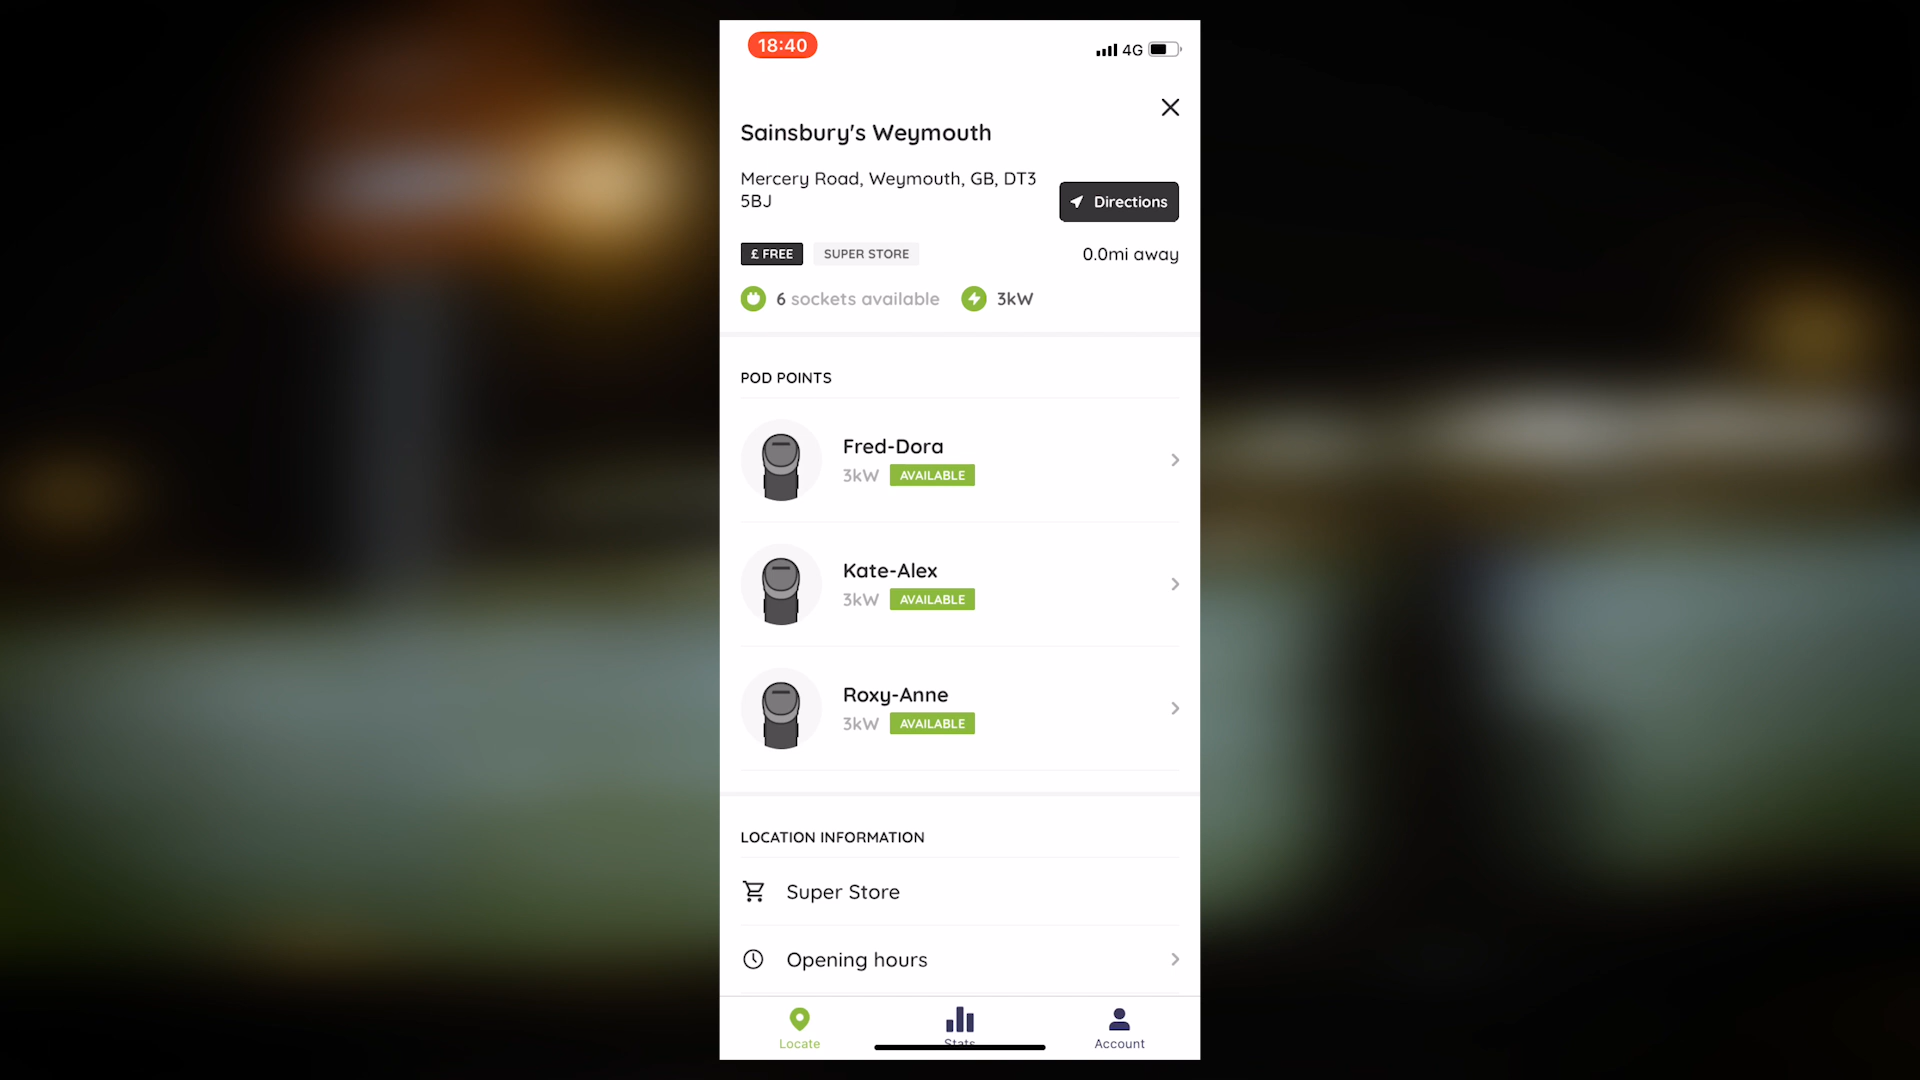 18:40
4G
Sainsbury's Weymouth
Mercery Road, Weymouth, GB, DT3
5BJ
Directions
£ FREE
SUPER STORE
0.0mi away
6 sockets available
3kW
POD POINTS
Fred-Dora
3kW
AVAILABLE
Kate-Alex
3kW
AVAILABLE
Roxy-Anne
3kW
AVAILABLE
LOCATION INFORMATION
Super Store
Opening hours
Locate
Stats
Account